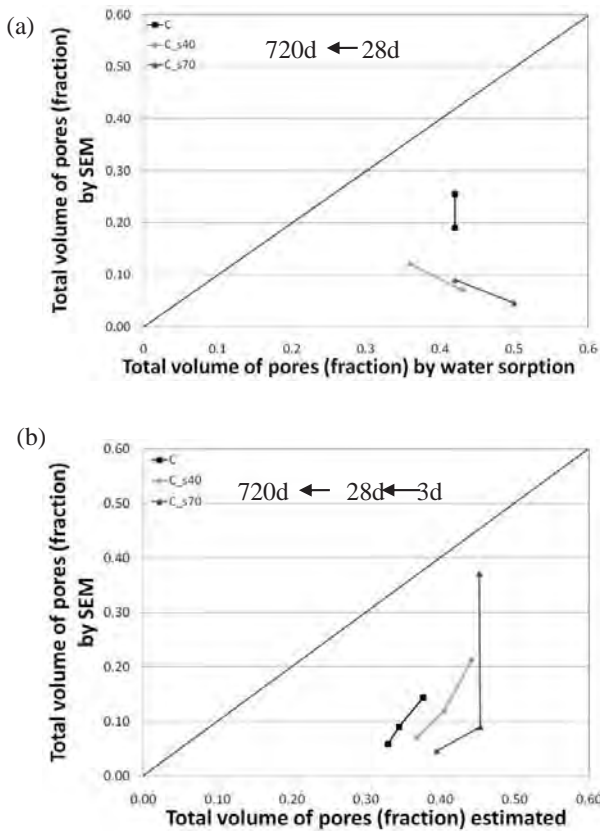 (a)
0.60
0.50
0.40
0.30
0.20
0.10
0.00
Total volume of pores (fraction)
by SEM
C
C_s40
C_s70
720d 28d
0 0.1 0.2 0.3 0.4 0.5 0.6
Total volume of pores (fraction) by water sorption
(b)
0.60
0.50
0.40
0.30
0.20
0.10
0.00
Total volume of pores (fraction)
by SEM
C
C_s40
C_s70
720d 28d 3d
0.00 0.10 0.20 0.30 0.40 0.50 0.60
Total volume of pores (fraction) estimated